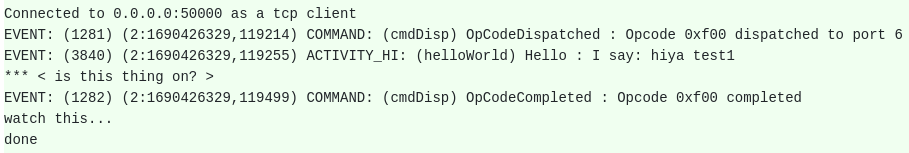 Connected to 0.0.0.0:50000 as a tcp client
EVENT: (1281) (2:1690426329,119214) COMMAND: (cmdDisp) OpCodeDispatched : Opcode 0xf00 dispatched to port 6
EVENT: (3840) (2:1690426329,119255) ACTIVITY_HI: (helloWorld) Hello : I say: hiya test1
*** < is this thing on? >
EVENT: (1282) (2:1690426329,119499) COMMAND: (cmdDisp) OpCodeCompleted : Opcode 0xf00 completed
watch this...
done